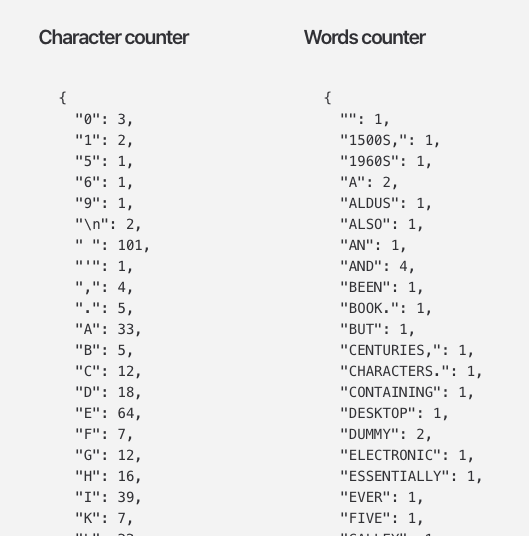 Character counter
{
"0": 3,
"1": 2,
"5": 1,
"6": 1,
"9": 1,
"\n": 2,
" ": 101,
"'": 1,
",": 4,
".": 5,
"A": 33,
"B": 5,
"C": 12,
"D": 18,
"E": 64,
"F": 7,
"G": 12,
"H": 16,
"I": 39,
"K": 7,
Words counter
{
"": 1,
"1500S,": 1,
"1960S": 1,
"A": 2,
"ALDUS": 1,
"ALSO": 1,
"AN": 1,
"AND": 4,
"BEEN": 1,
"BOOK.": 1,
"BUT": 1,
"CENTURIES,": 1,
"CHARACTERS.": 1,
"CONTAINING": 1,
"DESKTOP": 1,
"DUMMY": 2,
"ELECTRONIC": 1,
"ESSENTIALLY": 1,
"EVER": 1,
"FIVE": 1,